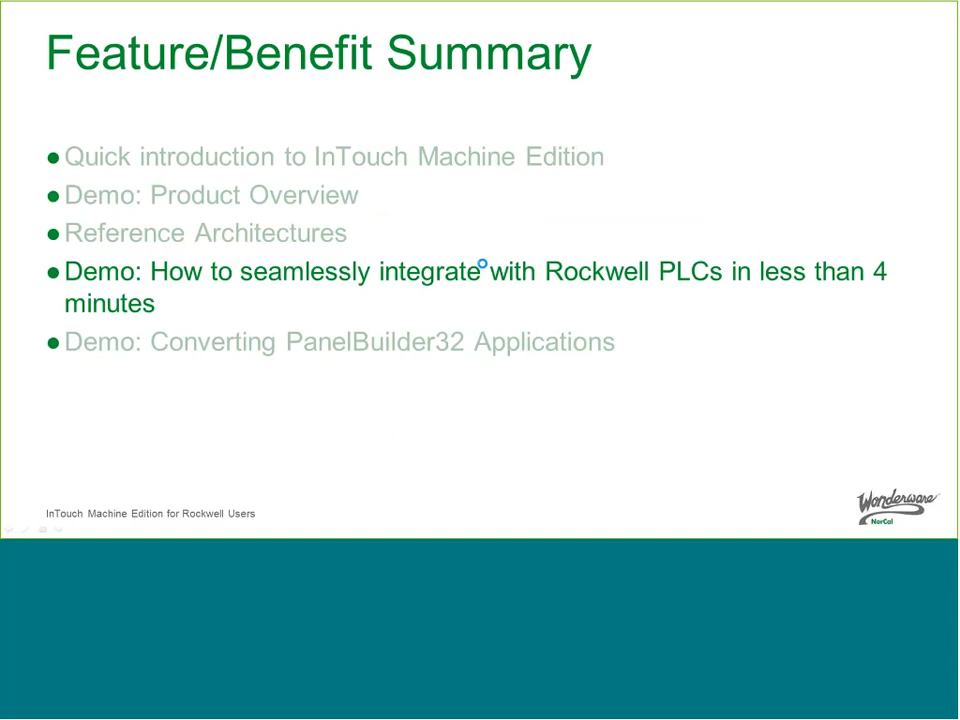 Feature/Benefit Summary
●Quick introduction to InTouch Machine Edition
●Demo: Product Overview
●Reference Architectures
●Demo: How to seamlessly integrate with Rockwell PLCs in less than 4
minutes
●Demo: Converting PanelBuilder32 Applications
InTouch Machine Edition for Rockwell Users
Wonderware
NorCal